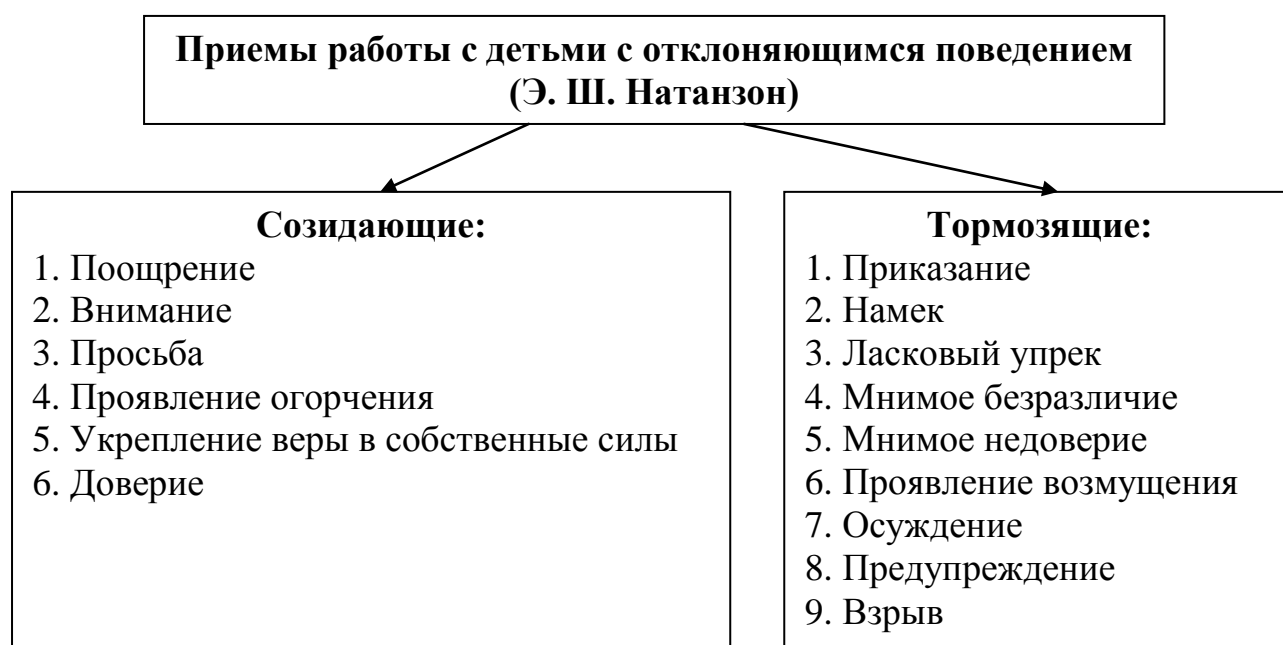 Приемы работы с детьми с отклоняющимся поведением
(Э. Ш. Натанзон)
Созидающие:
1. Поощрение
2. Внимание
3. Просьба
4. Проявление огорчения
5. Укрепление веры в собственные силы
6. Доверие
Тормозящие:
1. Приказание
2. Намек
3. Ласковый упрек
4. Мнимое безразличие
5. Мнимое недоверие
6. Проявление возмущения
7. Осуждение
8. Предупреждение
9. Взрыв